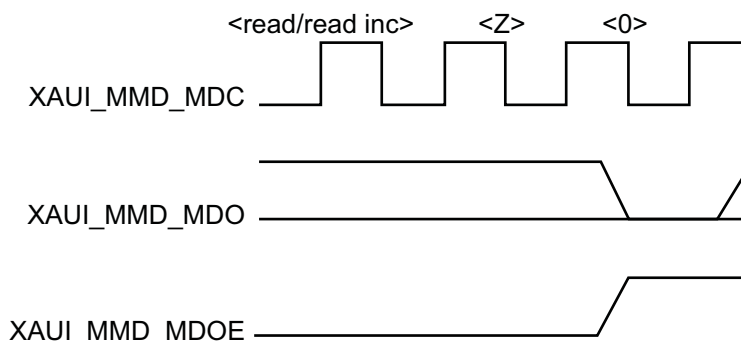 <read/read inc> <Z> <0>
XAUI_MMD_MDC
XAUI_MMD_MDO
XAUI_MMD_MDOE